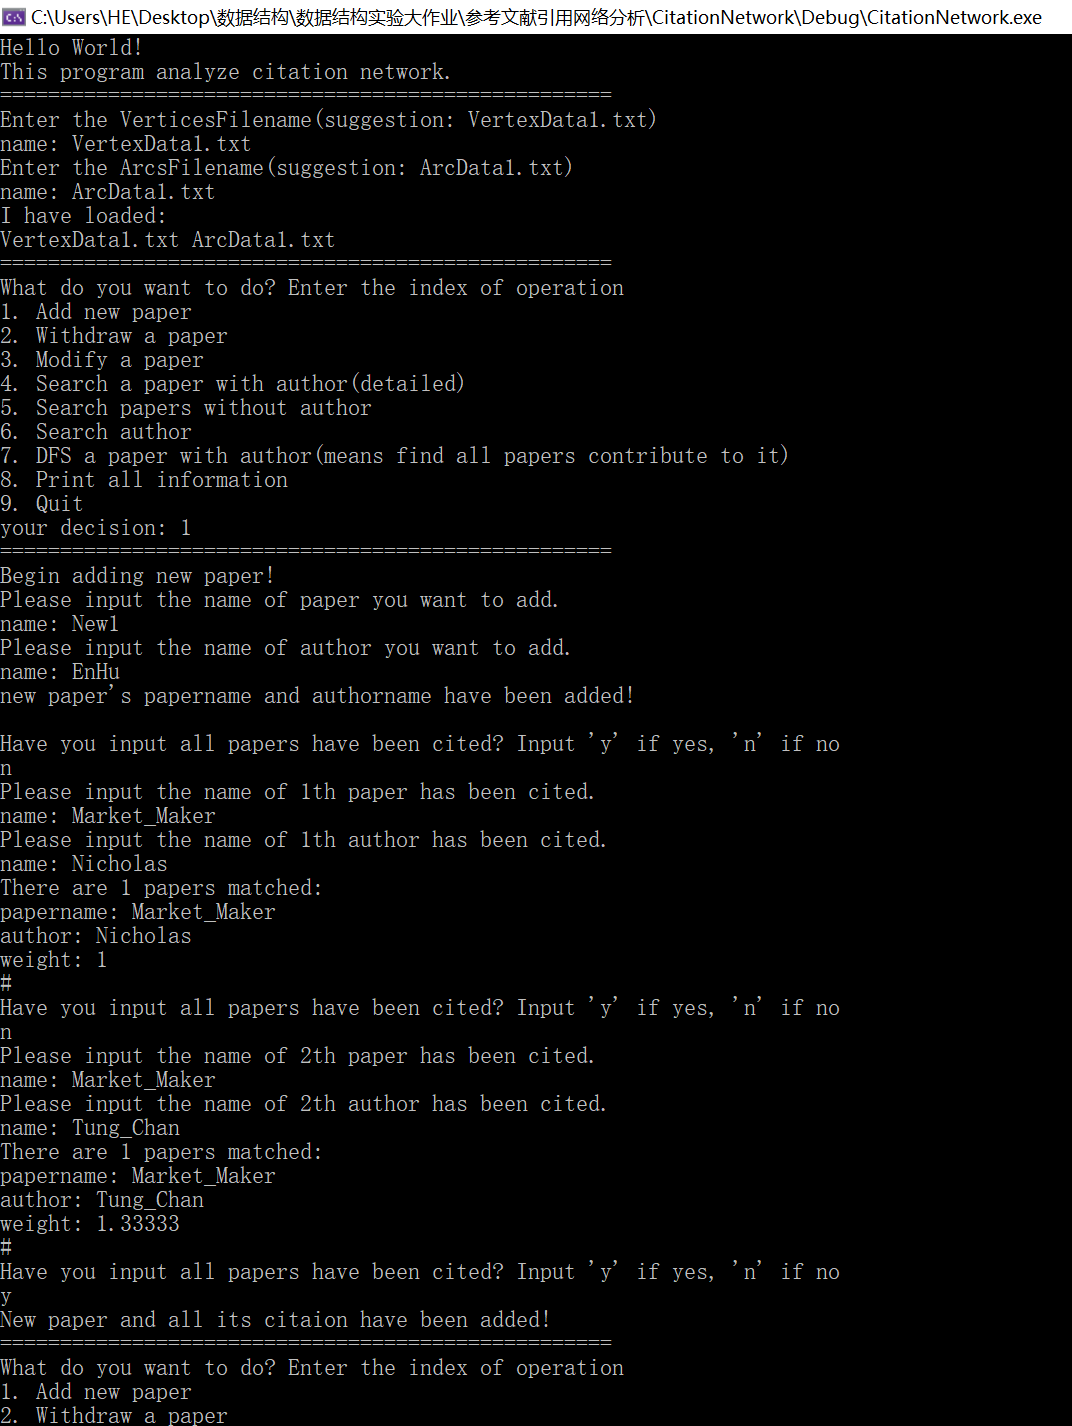 C:\Users\HE\Desktop\数据结构\数据结构实验大作业\参考文献引用网络分析\CitationNetwork\Debug\CitationNetwork.exe
Hello World!
This program analyze citation network.
===================================================
Enter the VerticesFilename(suggestion: VertexData1.txt)
name: VertexData1.txt
Enter the ArcsFilename(suggestion: ArcData1.txt)
name: ArcData1.txt
I have loaded:
VertexData1.txt ArcData1.txt
===================================================
What do you want to do? Enter the index of operation
1. Add new paper
2. Withdraw a paper
3. Modify a paper
4. Search a paper with author(detailed)
5. Search papers without author
6. Search author
7. DFS a paper with author(means find all papers contribute to it)
8. Print all information
9. Quit
your decision: 1
===================================================
Begin adding new paper!
Please input the name of paper you want to add.
name: New1
Please input the name of author you want to add.
name: EnHu
new paper's papername and authorname have been added!
Have you input all papers have been cited? Input 'y' if yes, 'n' if no
n
Please input the name of 1th paper has been cited.
name: Market_Maker
Please input the name of 1th author has been cited.
name: Nicholas
There are 1 papers matched:
papername: Market_Maker
author: Nicholas
weight: 1
#
Have you input all papers have been cited? Input 'y' if yes, 'n' if no
n
Please input the name of 2th paper has been cited.
name: Market_Maker
Please input the name of 2th author has been cited.
name: Tung_Chan
There are 1 papers matched:
papername: Market_Maker
author: Tung_Chan
weight: 1.33333
#
Have you input all papers have been cited? Input 'y' if yes, 'n' if no
y
New paper and all its citaion have been added!
===================================================
What do you want to do? Enter the index of operation
1. Add new paper
2. Withdraw a paper